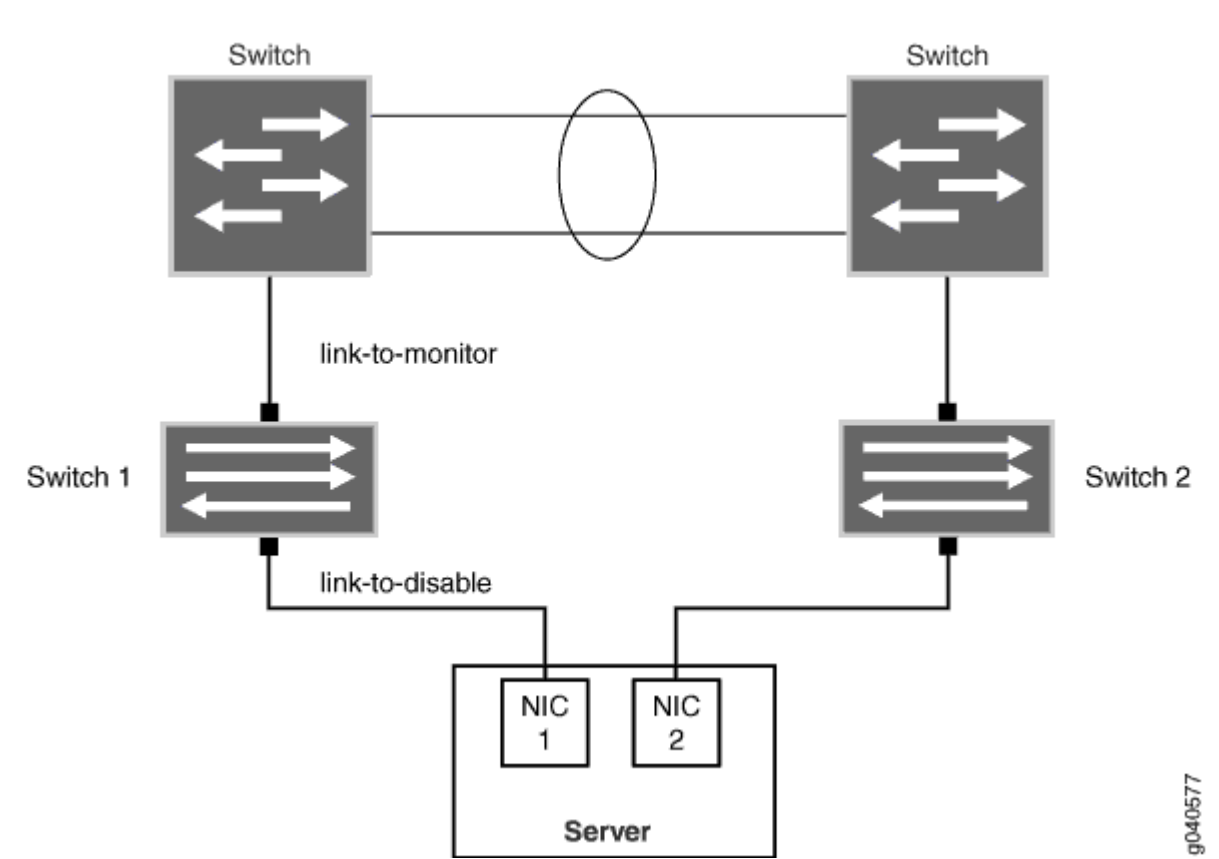 Switch
Switch
link-to-monitor
Switch 1
Switch 2
link-to-disable
NIC
1
NIC
2
Server
g040577